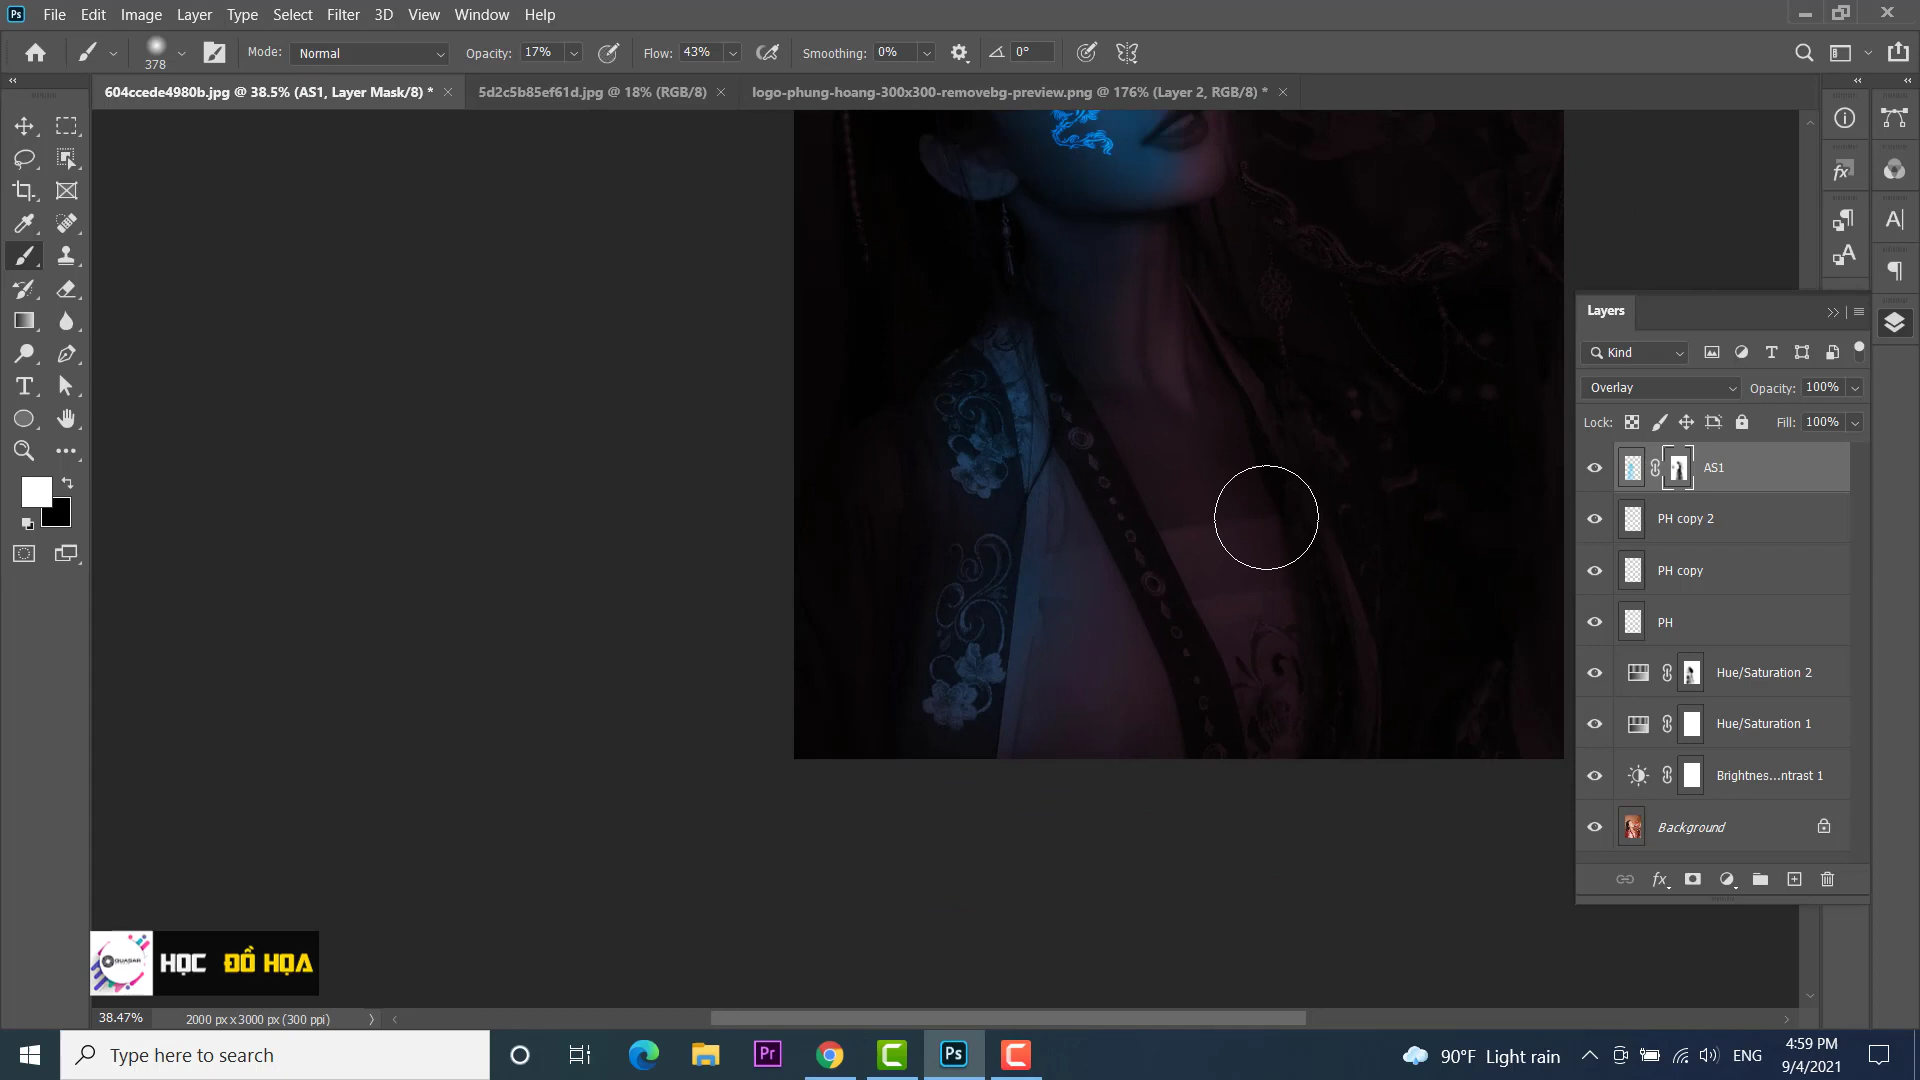 Ps File Edit Image Layer Type Select Filter 3D View Window Help
378 Mode: Normal Opacity: 17% Flow: 43% Smoothing: 0% 0°
604ccede4980b.jpg @ 38.5% (AS1, Layer Mask/8) * 5d2c5b85ef61d.jpg @ 18% (RGB/8) logo-phung-hoang-300x300-removebg-preview.png @ 176% (Layer 2, RGB/8) *
Layers
Kind
Overlay Opacity: 100%
Lock: Fill: 100%
AS1
PH copy 2
PH copy
PH
Hue/Saturation 2
Hue/Saturation 1
Brightnes...ntrast 1
Background
fx
QUASAR HỌC ĐỒ HỌA
38.47% 2000 px x 3000 px (300 ppi)
Type here to search Pr Ps 90°F Light rain ENG 4:59 PM
9/4/2021